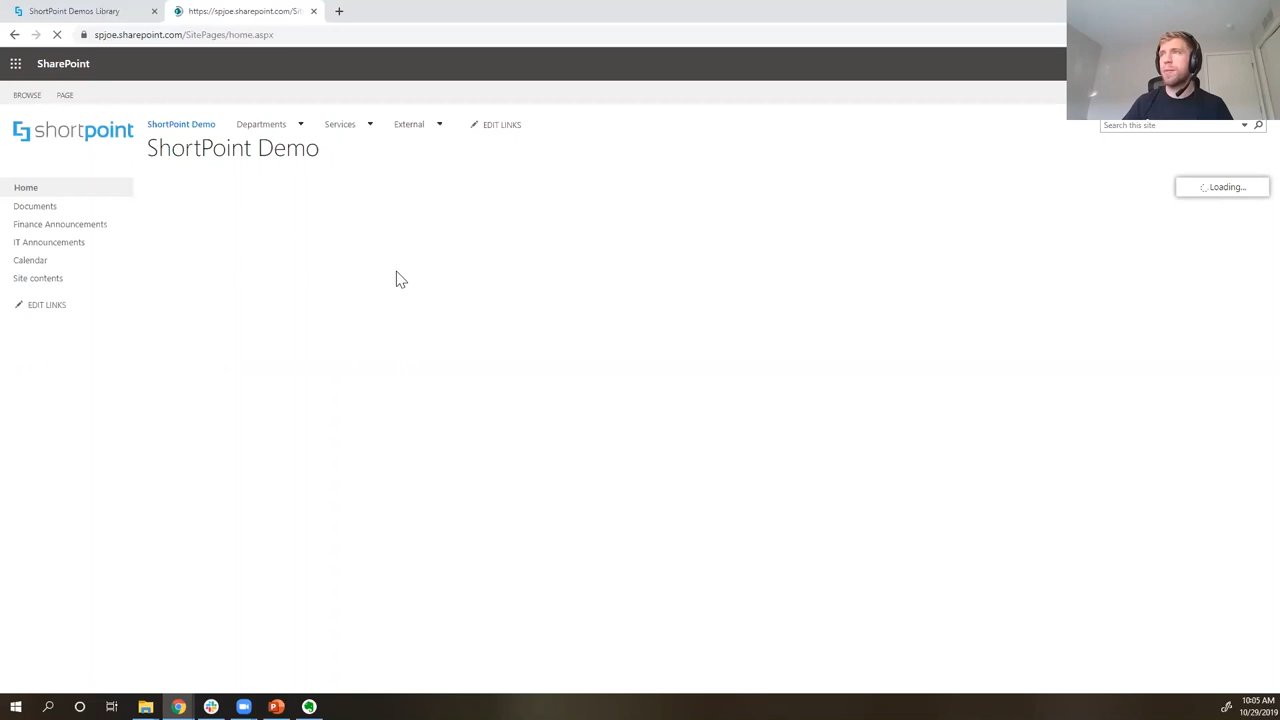 ShortPoint Demos Library
https://spjoe.sharepoint.com/Sit
spjoe.sharepoint.com/SitePages/home.aspx
SharePoint
BROWSE PAGE
shortpoint
ShortPoint Demo Departments Services External EDIT LINKS
Search this site
ShortPoint Demo
Home
Loading...
Documents
Finance Announcements
IT Announcements
Calendar
Site contents
EDIT LINKS
10:05 AM
10/29/2019